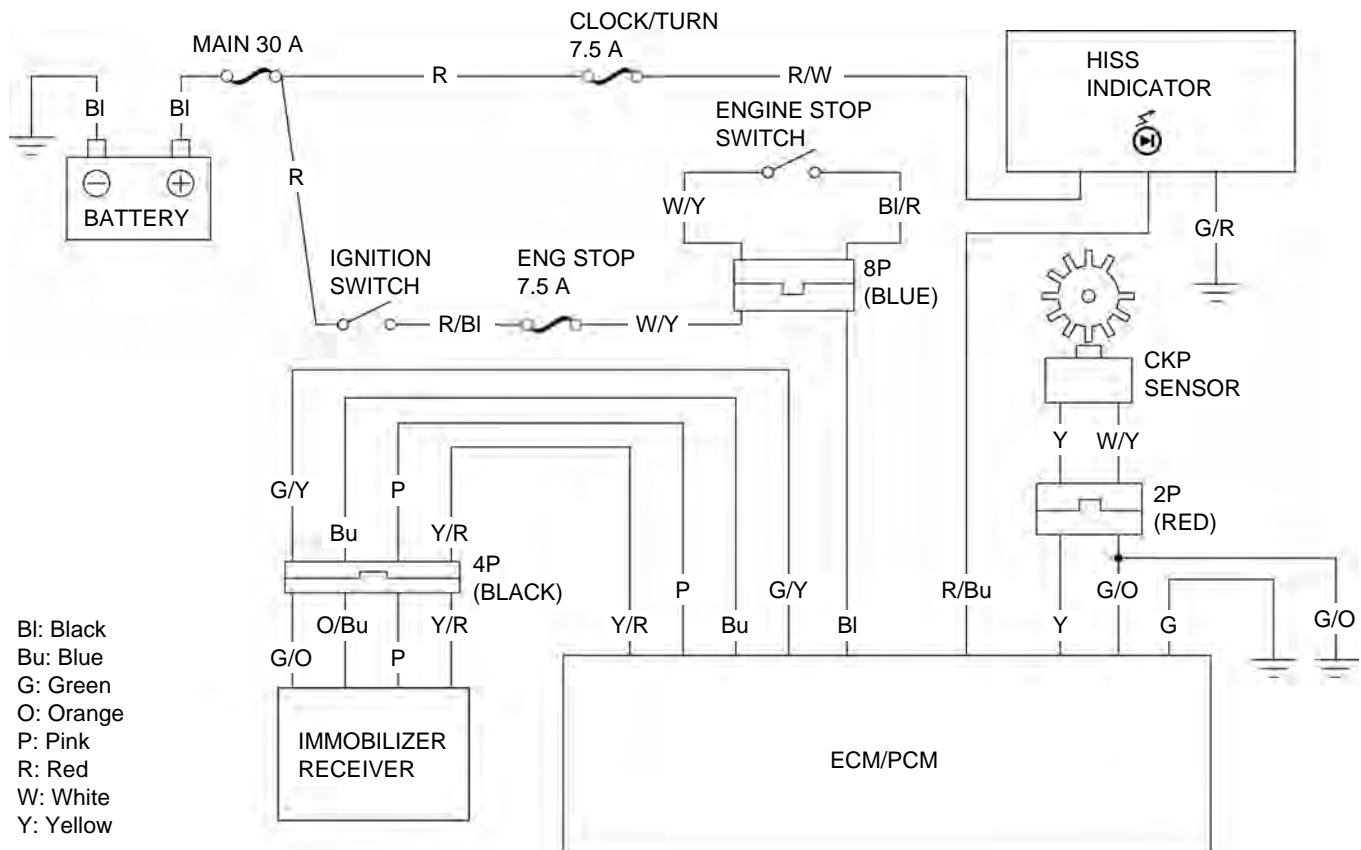 MAIN 30 A
CLOCK/TURN
7.5 A
HISS
INDICATOR
R
R/W
Bl
Bl
ENGINE STOP
SWITCH
R
BATTERY
W/Y
Bl/R
G/R
IGNITION
SWITCH
ENG STOP
7.5 A
8P
(BLUE)
R/Bl
W/Y
CKP
SENSOR
Y
W/Y
G/Y
P
2P
(RED)
Bu
Y/R
4P
(BLACK)
P
G/Y
R/Bu
G/O
O/Bu
Y/R
Y/R
Bu
Bl
Y
G
G/O
G/O
P
Bl: Black
Bu: Blue
G: Green
O: Orange
P: Pink
R: Red
W: White
Y: Yellow
IMMOBILIZER
RECEIVER
ECM/PCM